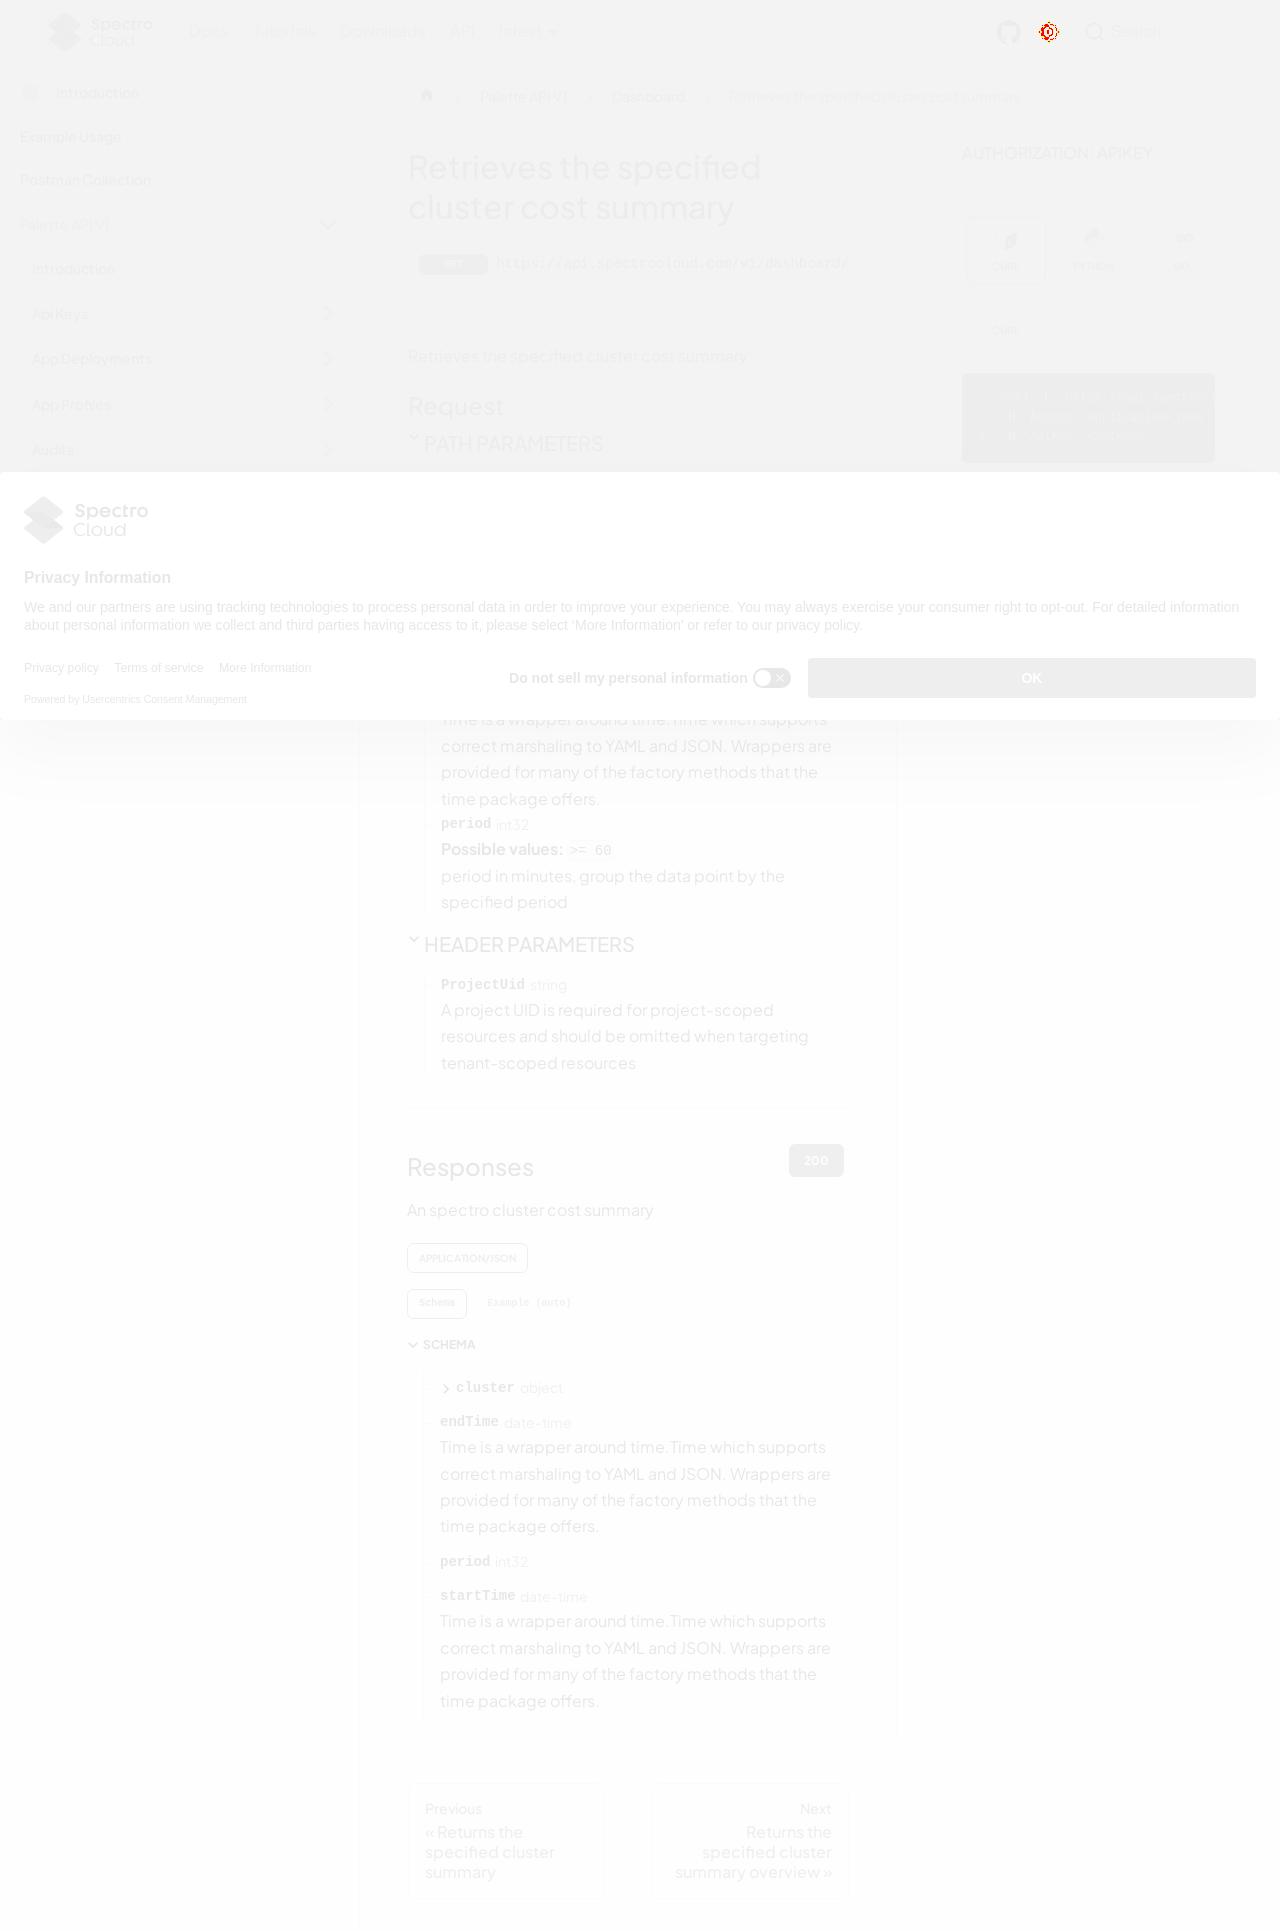 Spectro
Cloud
Docs
Tutorials
Downloads
API
latest
Search
Introduction
Example Usage
Postman Collection
Palette API V1
Introduction
Api Keys
App Deployments
App Profiles
Audits
Palette API V1
Dashboard
Retrieves the specified cluster cost summary
Retrieves the specified
cluster cost summary
GET
https://api.spectrocloud.com/v1/dashboard/
Retrieves the specified cluster cost summary
Request
PATH PARAMETERS
AUTHORIZATION: APIKEY
CURL
PYTHON
GO
CURL
Spectro
Cloud
Privacy Information
We and our partners are using tracking technologies to process personal data in order to improve your experience. You may always exercise your consumer right to opt-out. For detailed information
about personal information we collect and third parties having access to it, please select 'More Information' or refer to our privacy policy.
Privacy policy
Terms of service
More Information
Powered by Usercentrics Consent Management
Do not sell my personal information
OK
Time is a wrapper around time.Time which supports
correct marshaling to YAML and JSON. Wrappers are
provided for many of the factory methods that the
time package offers.
period int32
Possible values: >= 60
period in minutes, group the data point by the
specified period
HEADER PARAMETERS
ProjectUid string
A project UID is required for project-scoped
resources and should be omitted when targeting
tenant-scoped resources
Responses
200
An spectro cluster cost summary
APPLICATION/JSON
Schema
Example (auto)
SCHEMA
cluster object
endTime date-time
Time is a wrapper around time.Time which supports
correct marshaling to YAML and JSON. Wrappers are
provided for many of the factory methods that the
time package offers.
period int32
startTime date-time
Time is a wrapper around time.Time which supports
correct marshaling to YAML and JSON. Wrappers are
provided for many of the factory methods that the
time package offers.
Previous
« Returns the
specified cluster
summary
Next
Returns the
specified cluster
summary overview »